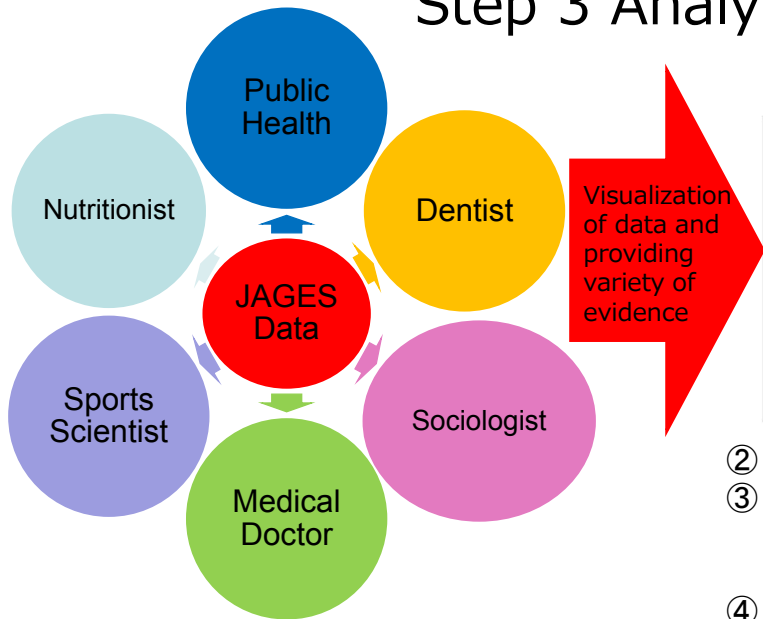 Step 3 Analy
Public
Health
Nutritionist
Dentist
JAGES
Data
Visualization
of data and
providing
variety of
evidence
Sports
Scientist
Sociologist
Medical
Doctor
②
③
④